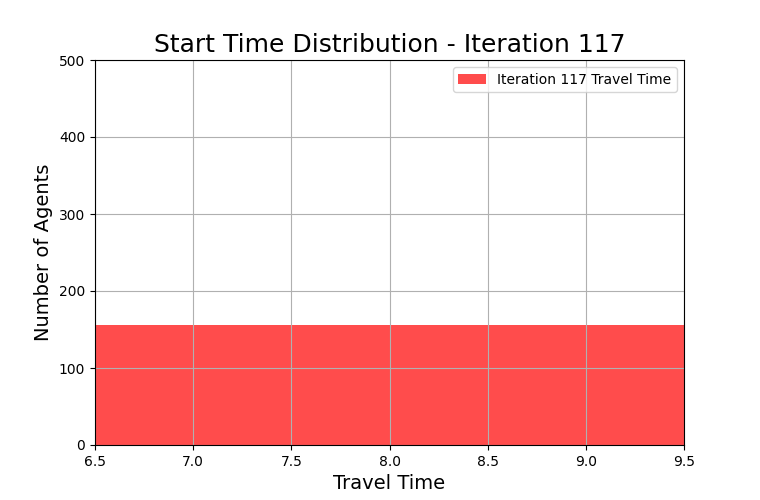 Start Time Distribution - Iteration 117
Iteration 117 Travel Time
Number of Agents
500
400
300
200
100
0
6.5 7.0 7.5 8.0 8.5 9.0 9.5
Travel Time